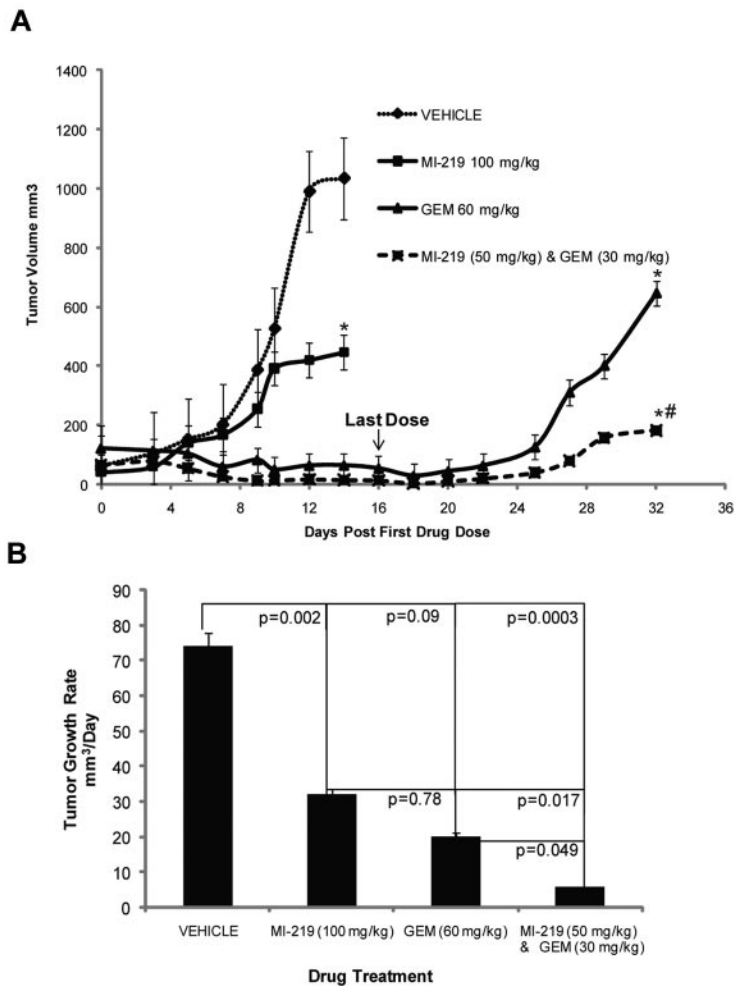 A
1400
1200
1000
800
600
400
200
0
Tumor Volume mm3
VEHICLE
MI-219 100 mg/kg
GEM 60 mg/kg
MI-219 (50 mg/kg) & GEM (30 mg/kg)
*
*
*#
Last Dose
0 4 8 12 16 20 24 28 32 36
Days Post First Drug Dose
B
90
80
70
60
50
40
30
20
10
0
Tumor Growth Rate
mm³/Day
p=0.002 p=0.09 p=0.0003
p=0.78 p=0.017
p=0.049
VEHICLE MI-219 (100 mg/kg) GEM (60 mg/kg) MI-219 (50 mg/kg)
& GEM (30 mg/kg)
Drug Treatment